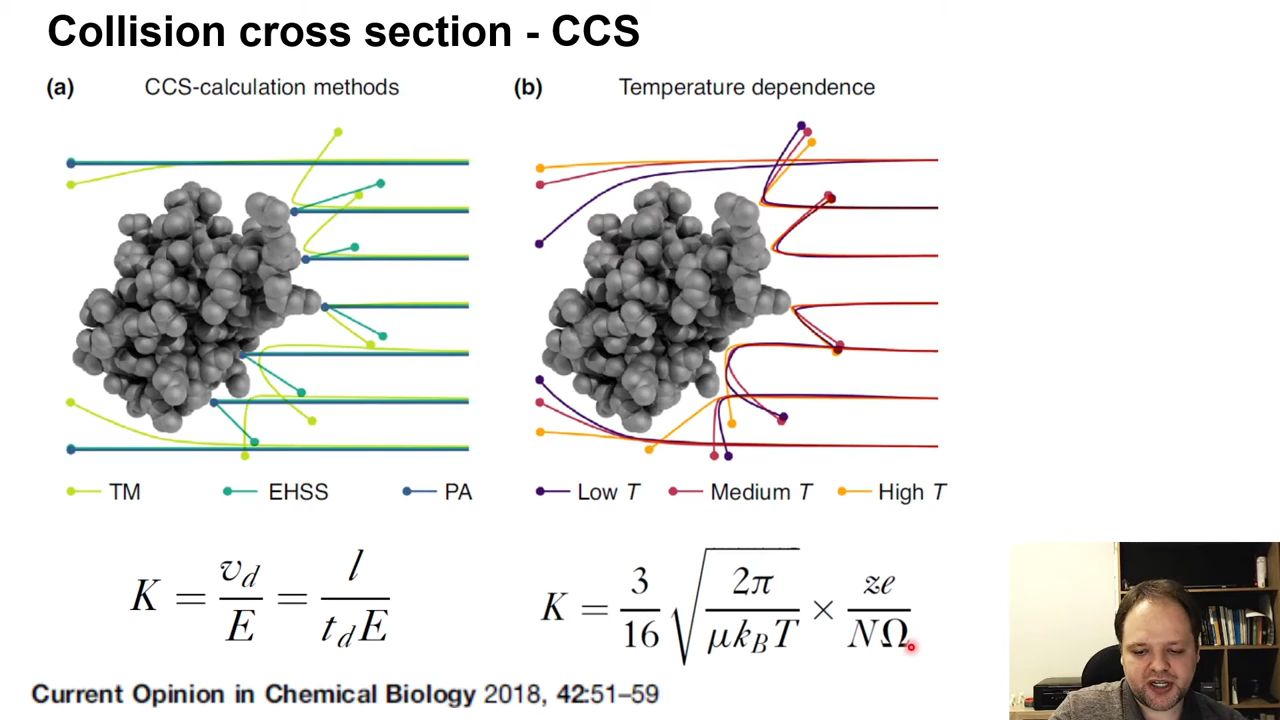 Collision cross section - CCS
(a) CCS-calculation methods
(b) Temperature dependence
TM EHSS PA
Low T Medium T High T
K = v_d / E = l / t_d E
K = 3/16 √(2π / μk_BT) × ze / NΩ
Current Opinion in Chemical Biology 2018, 42:51–59